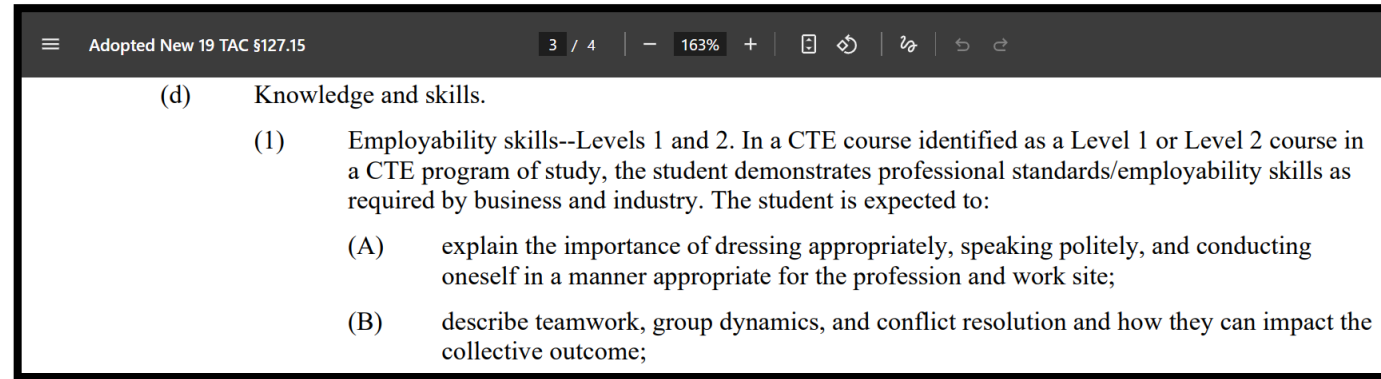 Adopted New 19 TAC §127.15 3 / 4 163%
(d) Knowledge and skills.
(1) Employability skills--Levels 1 and 2. In a CTE course identified as a Level 1 or Level 2 course in
a CTE program of study, the student demonstrates professional standards/employability skills as
required by business and industry. The student is expected to:
(A) explain the importance of dressing appropriately, speaking politely, and conducting
oneself in a manner appropriate for the profession and work site;
(B) describe teamwork, group dynamics, and conflict resolution and how they can impact the
collective outcome;